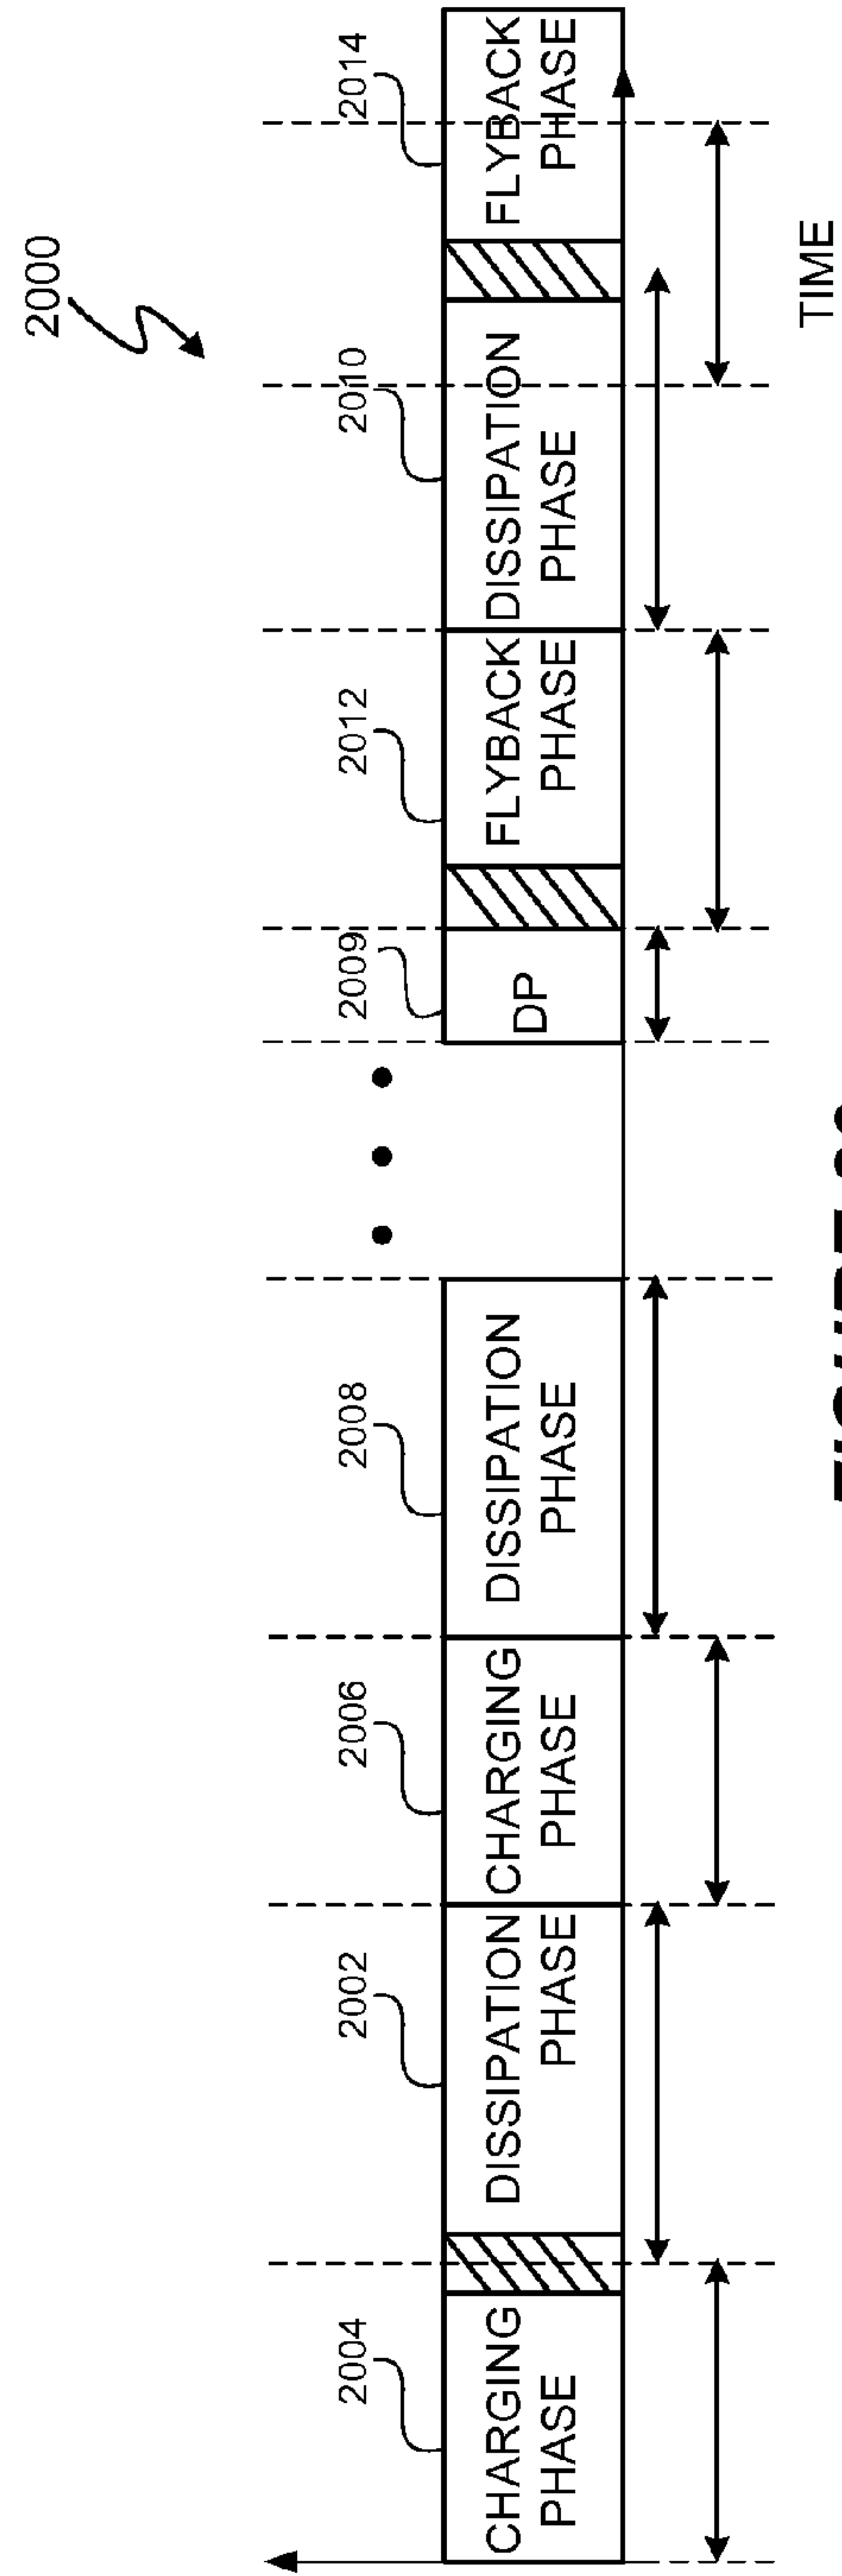 2000
2004
2002
2006
2008
2009
2012
2010
2014
CHARGING
PHASE
DISSIPATION
PHASE
CHARGING
PHASE
DISSIPATION
PHASE
DP
FLYBACK
PHASE
DISSIPATION
PHASE
FLYBACK
PHASE
TIME